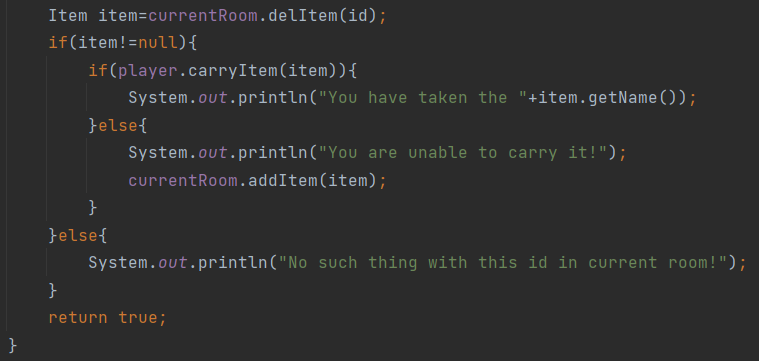 Item item=currentRoom.delItem(id);
if(item!=null){
if(player.carryItem(item)){
System.out.println("You have taken the "+item.getName());
}else{
System.out.println("You are unable to carry it!");
currentRoom.addItem(item);
}
}else{
System.out.println("No such thing with this id in current room!");
}
return true;
}